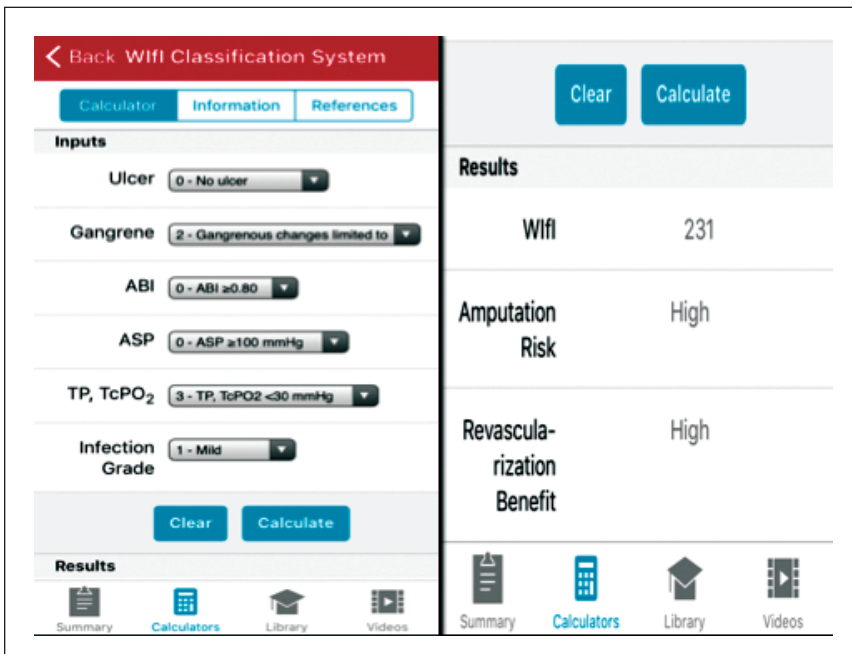 Back WIfI Classification System
Calculator Information References
Inputs
Ulcer 0 - No ulcer
Gangrene 2 - Gangrenous changes limited to
ABI 0 - ABI ≥0.80
ASP 0 - ASP ≥100 mmHg
TP, TcPO₂ 3 - TP, TcPO2 <30 mmHg
Infection 1 - Mild
Grade
Clear Calculate
Results
Summary Calculators Library Videos
Clear Calculate
Results
WIfI 231
Amputation High
Risk
Revascula- High
rization
Benefit
Summary Calculators Library Videos